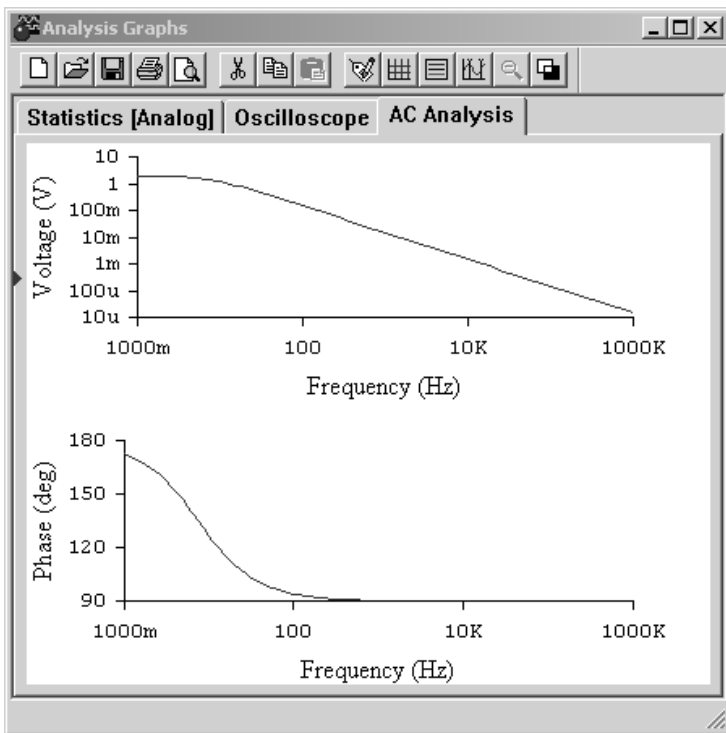 Analysis Graphs
Statistics [Analog] Oscilloscope AC Analysis
Voltage (V)
10
1
100m
10m
1m
100u
10u
1000m 100 10K 1000K
Frequency (Hz)
Phase (deg)
180
150
120
90
1000m 100 10K 1000K
Frequency (Hz)